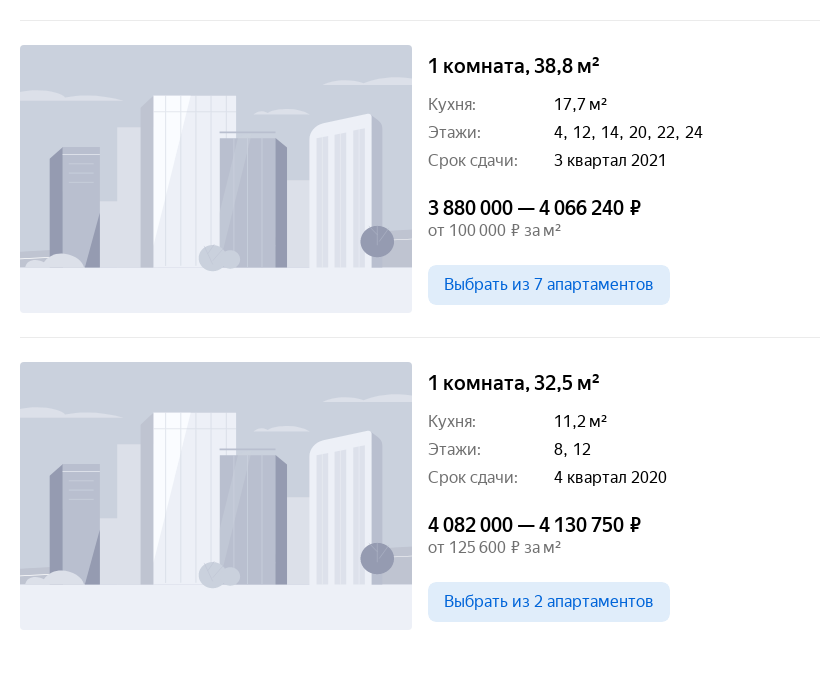 1 комната, 38,8 м²
Кухня: 17,7 м²
Этажи: 4, 12, 14, 20, 22, 24
Срок сдачи: 3 квартал 2021
3 880 000 — 4 066 240 ₽
от 100 000 ₽ за м²
Выбрать из 7 апартаментов
1 комната, 32,5 м²
Кухня: 11,2 м²
Этажи: 8, 12
Срок сдачи: 4 квартал 2020
4 082 000 — 4 130 750 ₽
от 125 600 ₽ за м²
Выбрать из 2 апартаментов